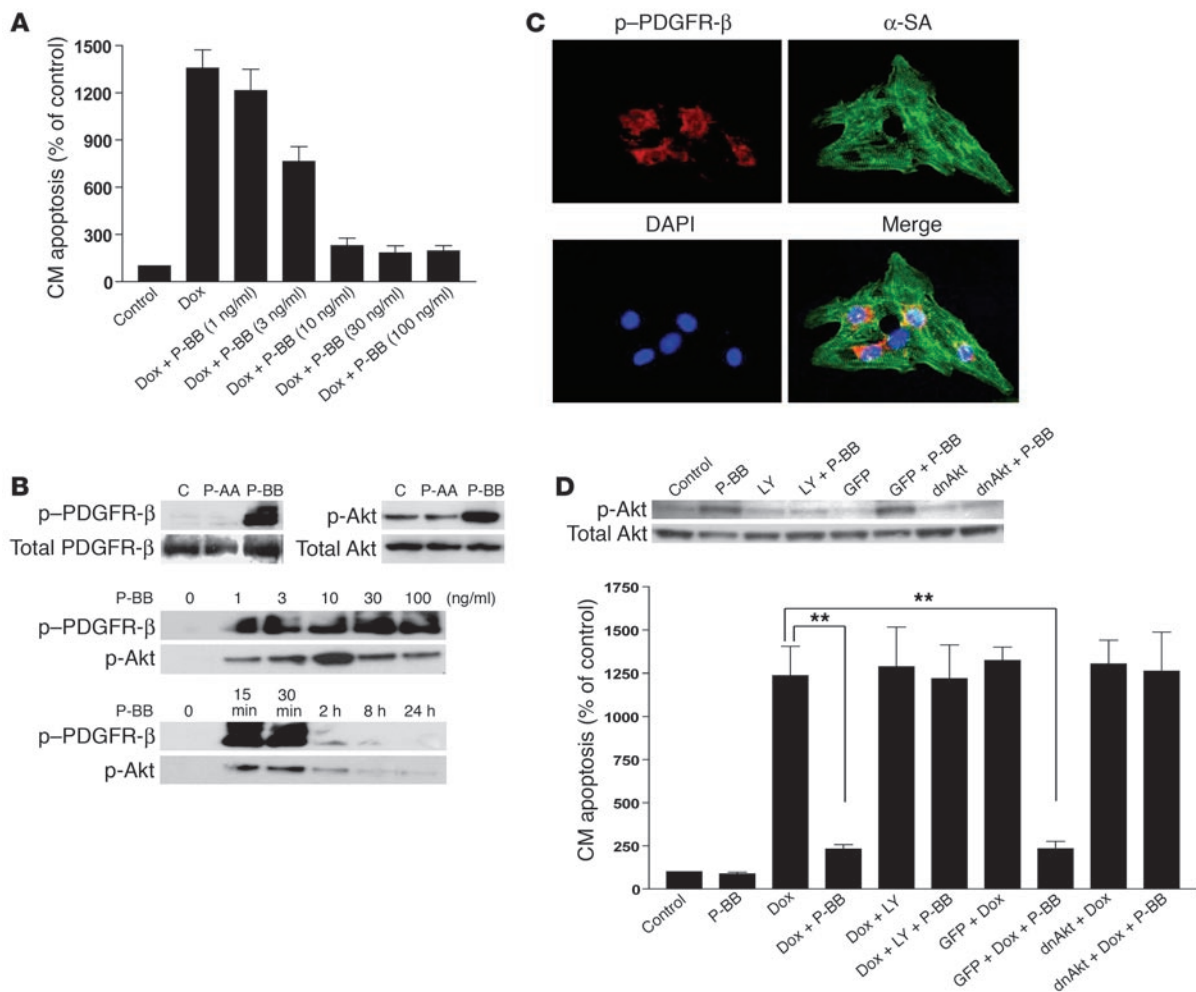 A
CM apoptosis (% of control)
1500
1200
900
600
300
0
Control
Dox
Dox + P-BB (1 ng/ml)
Dox + P-BB (3 ng/ml)
Dox + P-BB (10 ng/ml)
Dox + P-BB (30 ng/ml)
Dox + P-BB (100 ng/ml)
C
p–PDGFR-β
α-SA
DAPI
Merge
B
C P-AA P-BB
p–PDGFR-β
Total PDGFR-β
C P-AA P-BB
p-Akt
Total Akt
P-BB 0 1 3 10 30 100 (ng/ml)
p–PDGFR-β
p-Akt
P-BB 0 15 min 30 min 2 h 8 h 24 h
p–PDGFR-β
p-Akt
D
Control P-BB LY LY + P-BB GFP GFP + P-BB dnAkt dnAkt + P-BB
p-Akt
Total Akt
CM apoptosis (% of control)
1750
1500
1250
1000
750
500
250
0
**
**
Control
P-BB
Dox
Dox + P-BB
Dox + LY
Dox + LY + P-BB
GFP + Dox
GFP + Dox + P-BB
dnAkt + Dox
dnAkt + Dox + P-BB